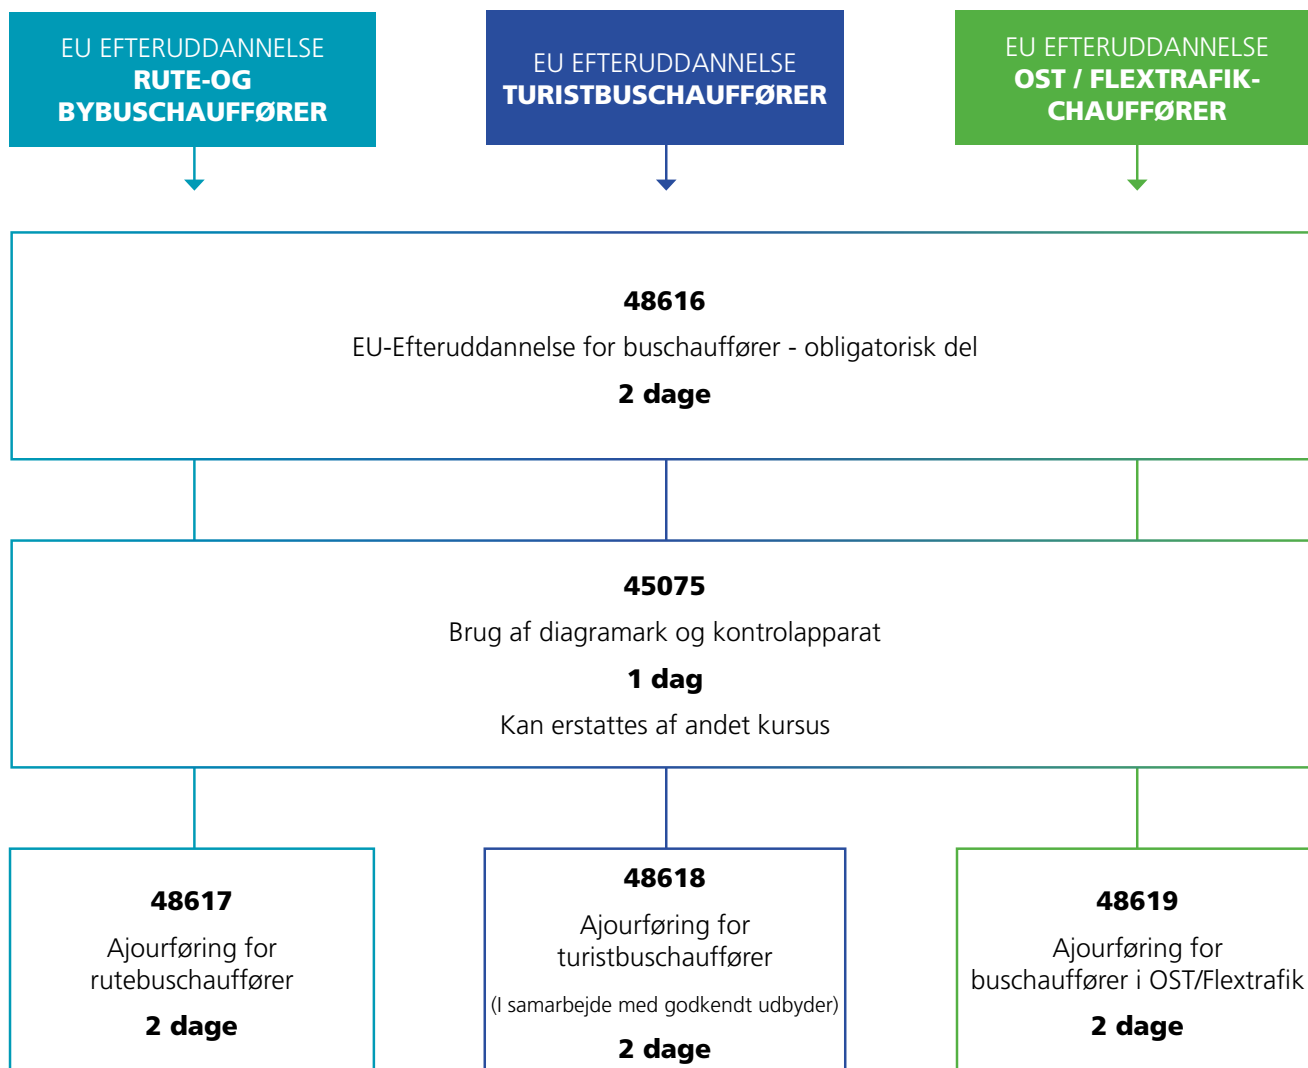 EU EFTERUDDANNELSE
RUTE-OG
BYBUSCHAUFFØRER
EU EFTERUDDANNELSE
TURISTBUSCHAUFFØRER
EU EFTERUDDANNELSE
OST / FLEXTRAFIK-
CHAUFFØRER
48616
EU-Efteruddannelse for buschauffører - obligatorisk del
2 dage
45075
Brug af diagramark og kontrolapparat
1 dag
Kan erstattes af andet kursus
48617
Ajourføring for
rutebuschauffører
2 dage
48618
Ajourføring for
turistbuschauffører
(I samarbejde med godkendt udbyder)
2 dage
48619
Ajourføring for
buschauffører i OST/Flextrafik
2 dage